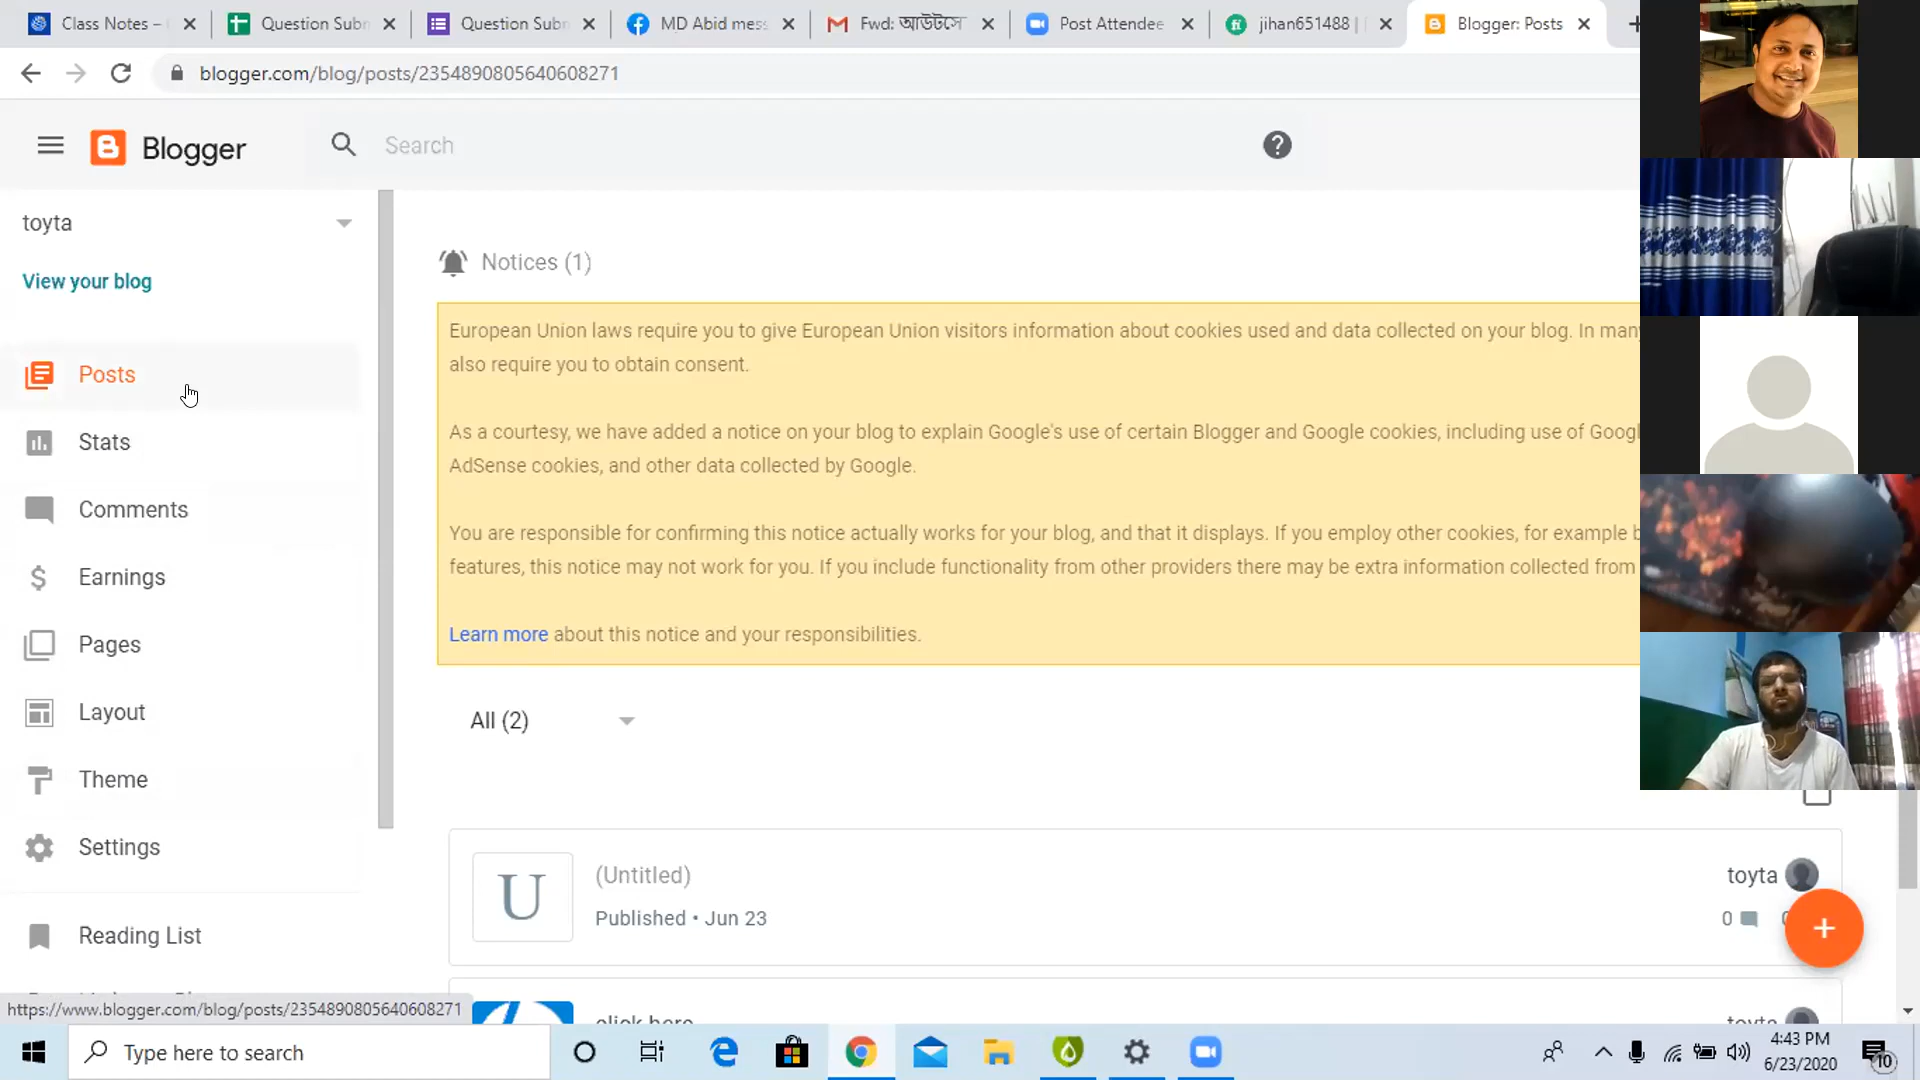 Class Notes –
Question Subm
Question Subm
MD Abid mess
Fwd: আউটসো
Post Attendee
jihan651488 |
Blogger: Posts
blogger.com/blog/posts/2354890805640608271
Blogger
Search
toyta
View your blog
Posts
Stats
Comments
Earnings
Pages
Layout
Theme
Settings
Reading List
Notices (1)
European Union laws require you to give European Union visitors information about cookies used and data collected on your blog. In many
also require you to obtain consent.
As a courtesy, we have added a notice on your blog to explain Google's use of certain Blogger and Google cookies, including use of Googl
AdSense cookies, and other data collected by Google.
You are responsible for confirming this notice actually works for your blog, and that it displays. If you employ other cookies, for example b
features, this notice may not work for you. If you include functionality from other providers there may be extra information collected from
Learn more about this notice and your responsibilities.
All (2)
U
(Untitled)
toyta
Published • Jun 23
0
click here
toyta
https://www.blogger.com/blog/posts/2354890805640608271
Type here to search
4:43 PM
6/23/2020
10